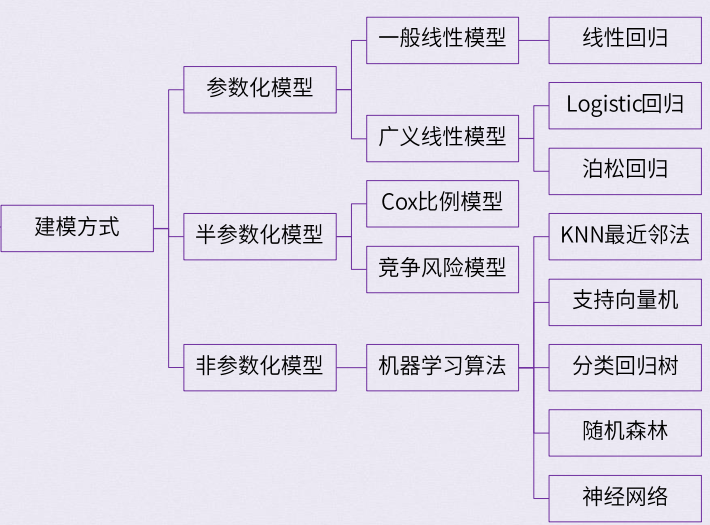 建模方式
参数化模型
一般线性模型
线性回归
广义线性模型
Logistic回归
泊松回归
半参数化模型
Cox比例模型
竞争风险模型
非参数化模型
机器学习算法
KNN最近邻法
支持向量机
分类回归树
随机森林
神经网络